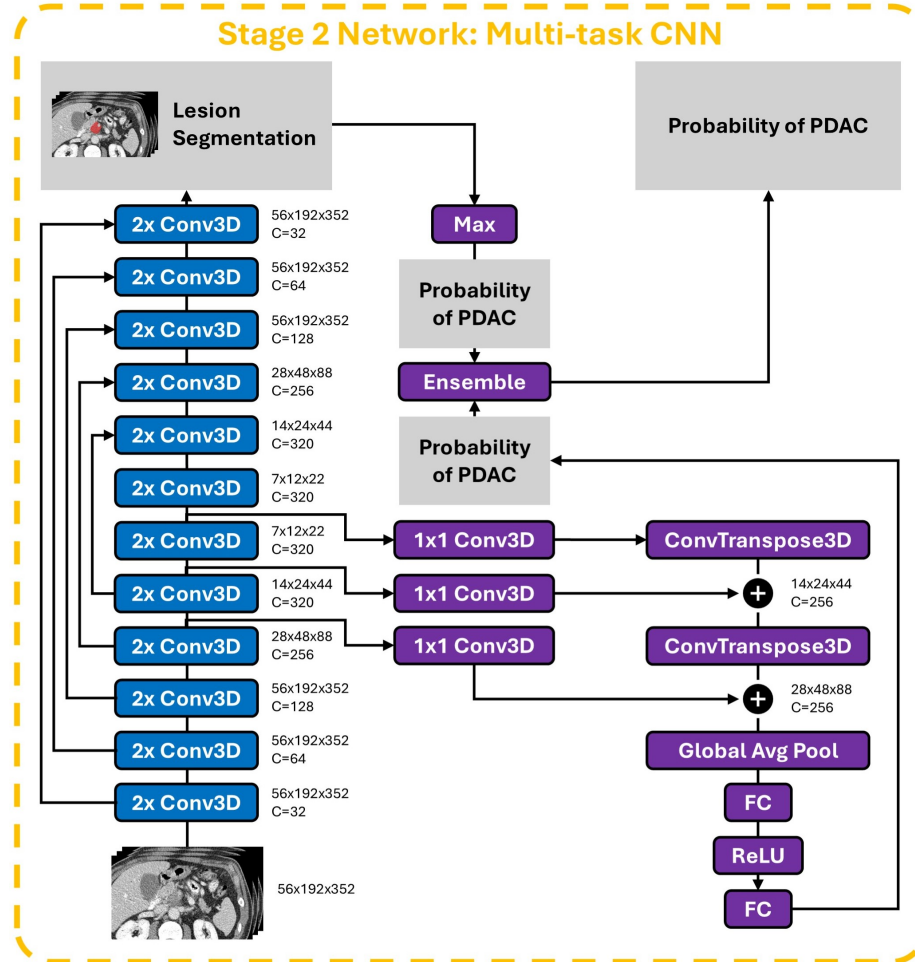 Stage 2 Network: Multi-task CNN
Lesion
Segmentation
Probability of PDAC
2x Conv3D
56x192x352
C=32
Max
2x Conv3D
56x192x352
C=64
Probability
of PDAC
2x Conv3D
56x192x352
C=128
2x Conv3D
28x48x88
C=256
Ensemble
2x Conv3D
14x24x44
C=320
Probability
of PDAC
2x Conv3D
7x12x22
C=320
2x Conv3D
7x12x22
C=320
1x1 Conv3D
ConvTranspose3D
2x Conv3D
14x24x44
C=320
1x1 Conv3D
+
14x24x44
C=256
2x Conv3D
28x48x88
C=256
1x1 Conv3D
ConvTranspose3D
2x Conv3D
56x192x352
C=128
+
28x48x88
C=256
2x Conv3D
56x192x352
C=64
Global Avg Pool
2x Conv3D
56x192x352
C=32
FC
ReLU
56x192x352
FC